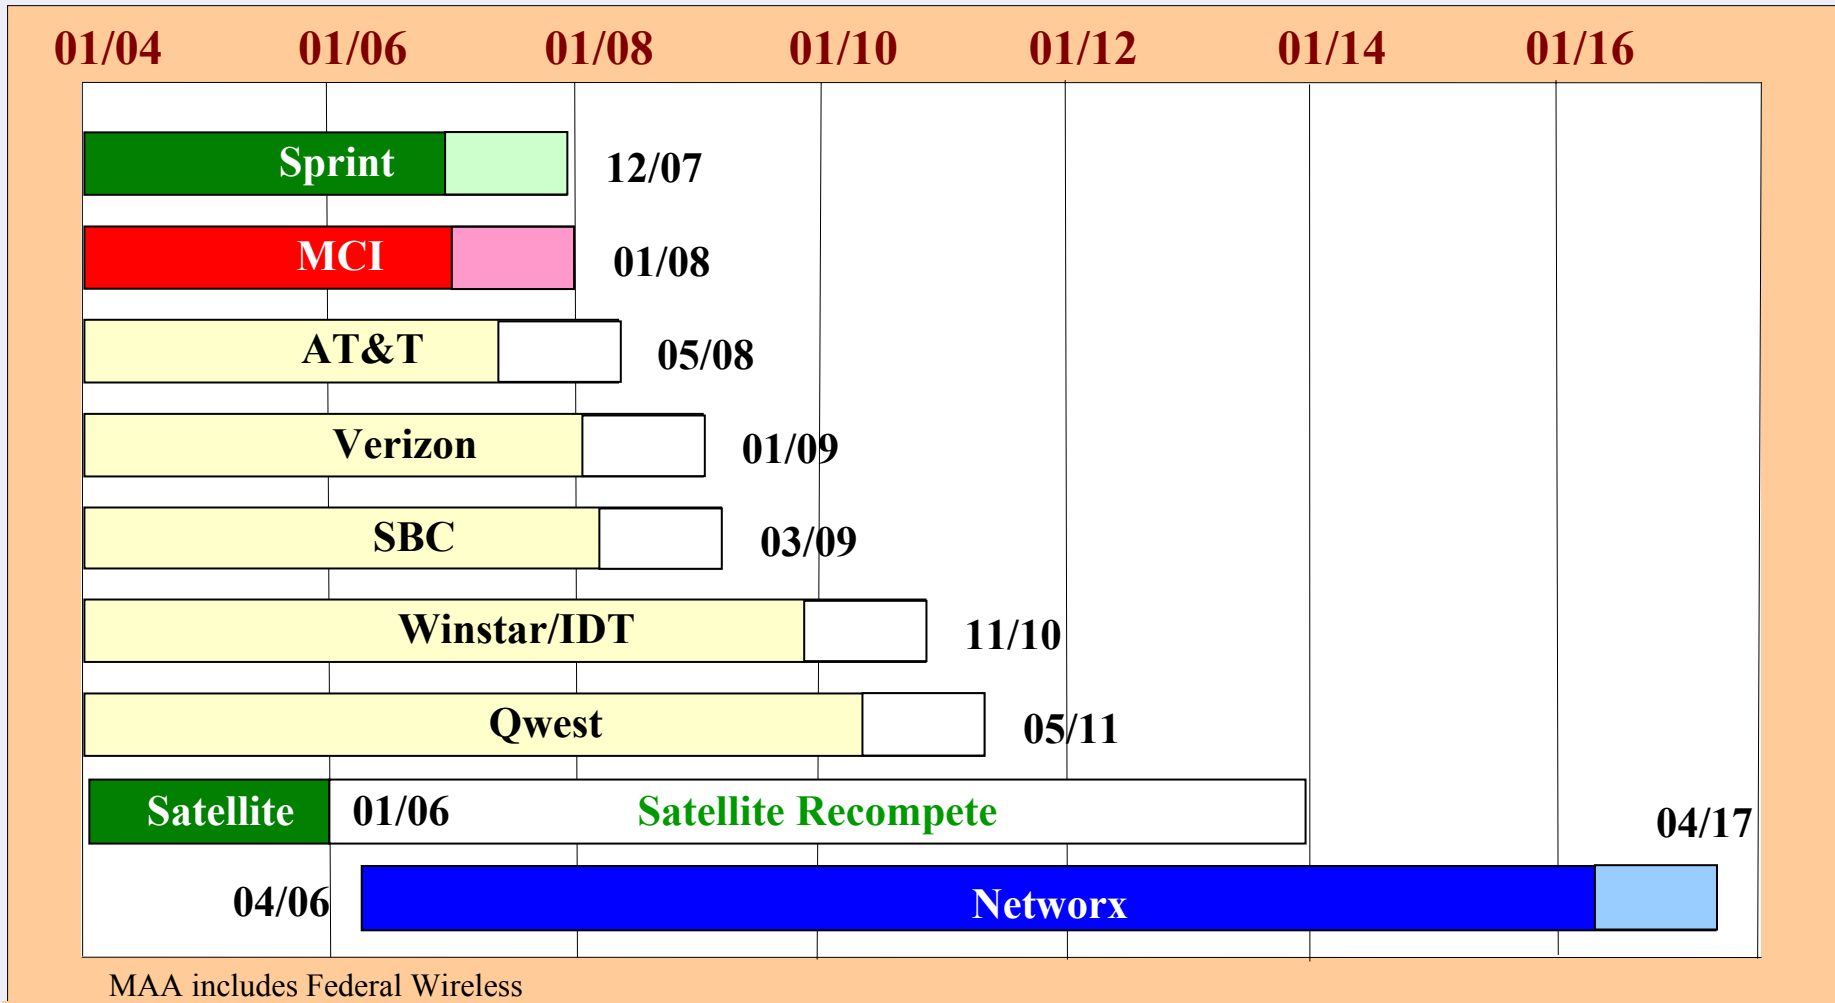 01/04 01/06 01/08 01/10 01/12 01/14 01/16
Sprint 12/07
MCI 01/08
AT&T 05/08
Verizon 01/09
SBC 03/09
Winstar/IDT 11/10
Qwest 05/11
Satellite 01/06 Satellite Recompete 04/17
04/06 Networx
MAA includes Federal Wireless